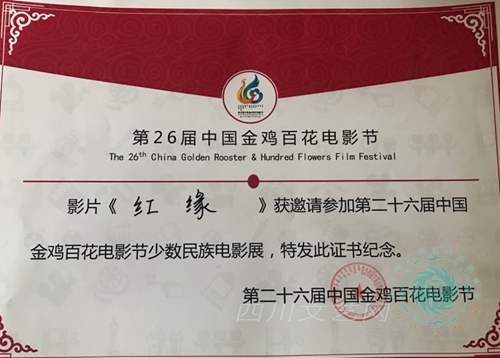 第26届中国金鸡百花电影节
The 26th China Golden Rooster & Hundred Flowers Film Festival
影片《 红 缘 》获邀请参加第二十六届中国
金鸡百花电影节少数民族电影展，特发此证书纪念。
第二十六届中国金鸡百花电影节